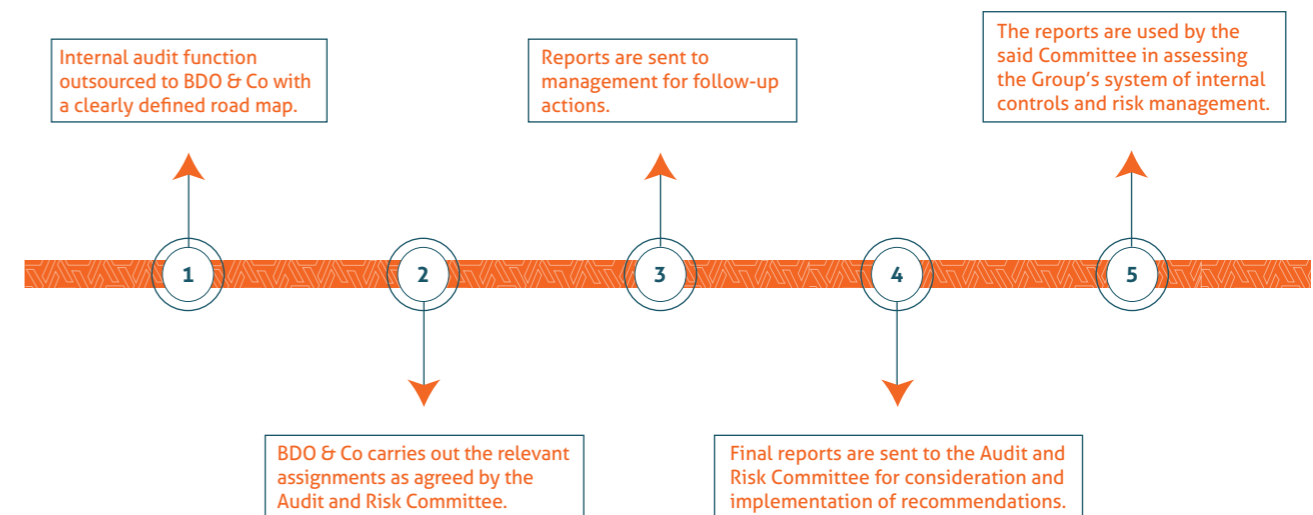 Internal audit function
outsourced to BDO & Co with
a clearly defined road map.
Reports are sent to
management for follow-up
actions.
The reports are used by the
said Committee in assessing
the Group's system of internal
controls and risk management.
1
2
3
4
5
BDO & Co carries out the relevant
assignments as agreed by the
Audit and Risk Committee.
Final reports are sent to the Audit and
Risk Committee for consideration and
implementation of recommendations.